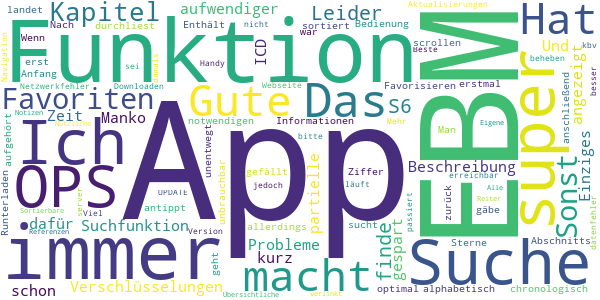 landet
Kapitel
aufwendiger
Leider
Aktualisierungen
Hat
Nach
durchliest
Enthält
nicht
sortiert
Bedienung
Und
kbv
navigation
Wenn
erst
Funktion
war
ICD
scrollen
Beste
EBM
super
angezeigt
beheben
Netzwerkfehler
Anfang
sei
Downloaden
damals
Handy
Webseite
Favorisieren
erstmal
besser
Favoriten
Gute
Das
S6
Man
Eigene
anschließend
aufgehört
Notizen
Zeit
Manko
notwendigen
Informationen
Mehr
bitte
Ich
App
unentwegt
unbrauchbar
gefällt
jedoch
partielle
Ziffer
läuft
Beschreibung
Sonst
Einziges
Runterladen
OPS
UPDATE
zurück
erreichbar
gäbe
Alle
Reiter
Sortierbare
server
Viel
antippt
Version
allerdings
sucht
finde
gespart
passiert
Sterne
Abschnitts
datenfehler
dafür
Suchfunktion
Referenzen
immer
geht
Probleme
kurz
macht
Suche
schon
Verschlüsselungen
Übersichtliche
verlinkt
optimal
alphabetisch
chronologisch